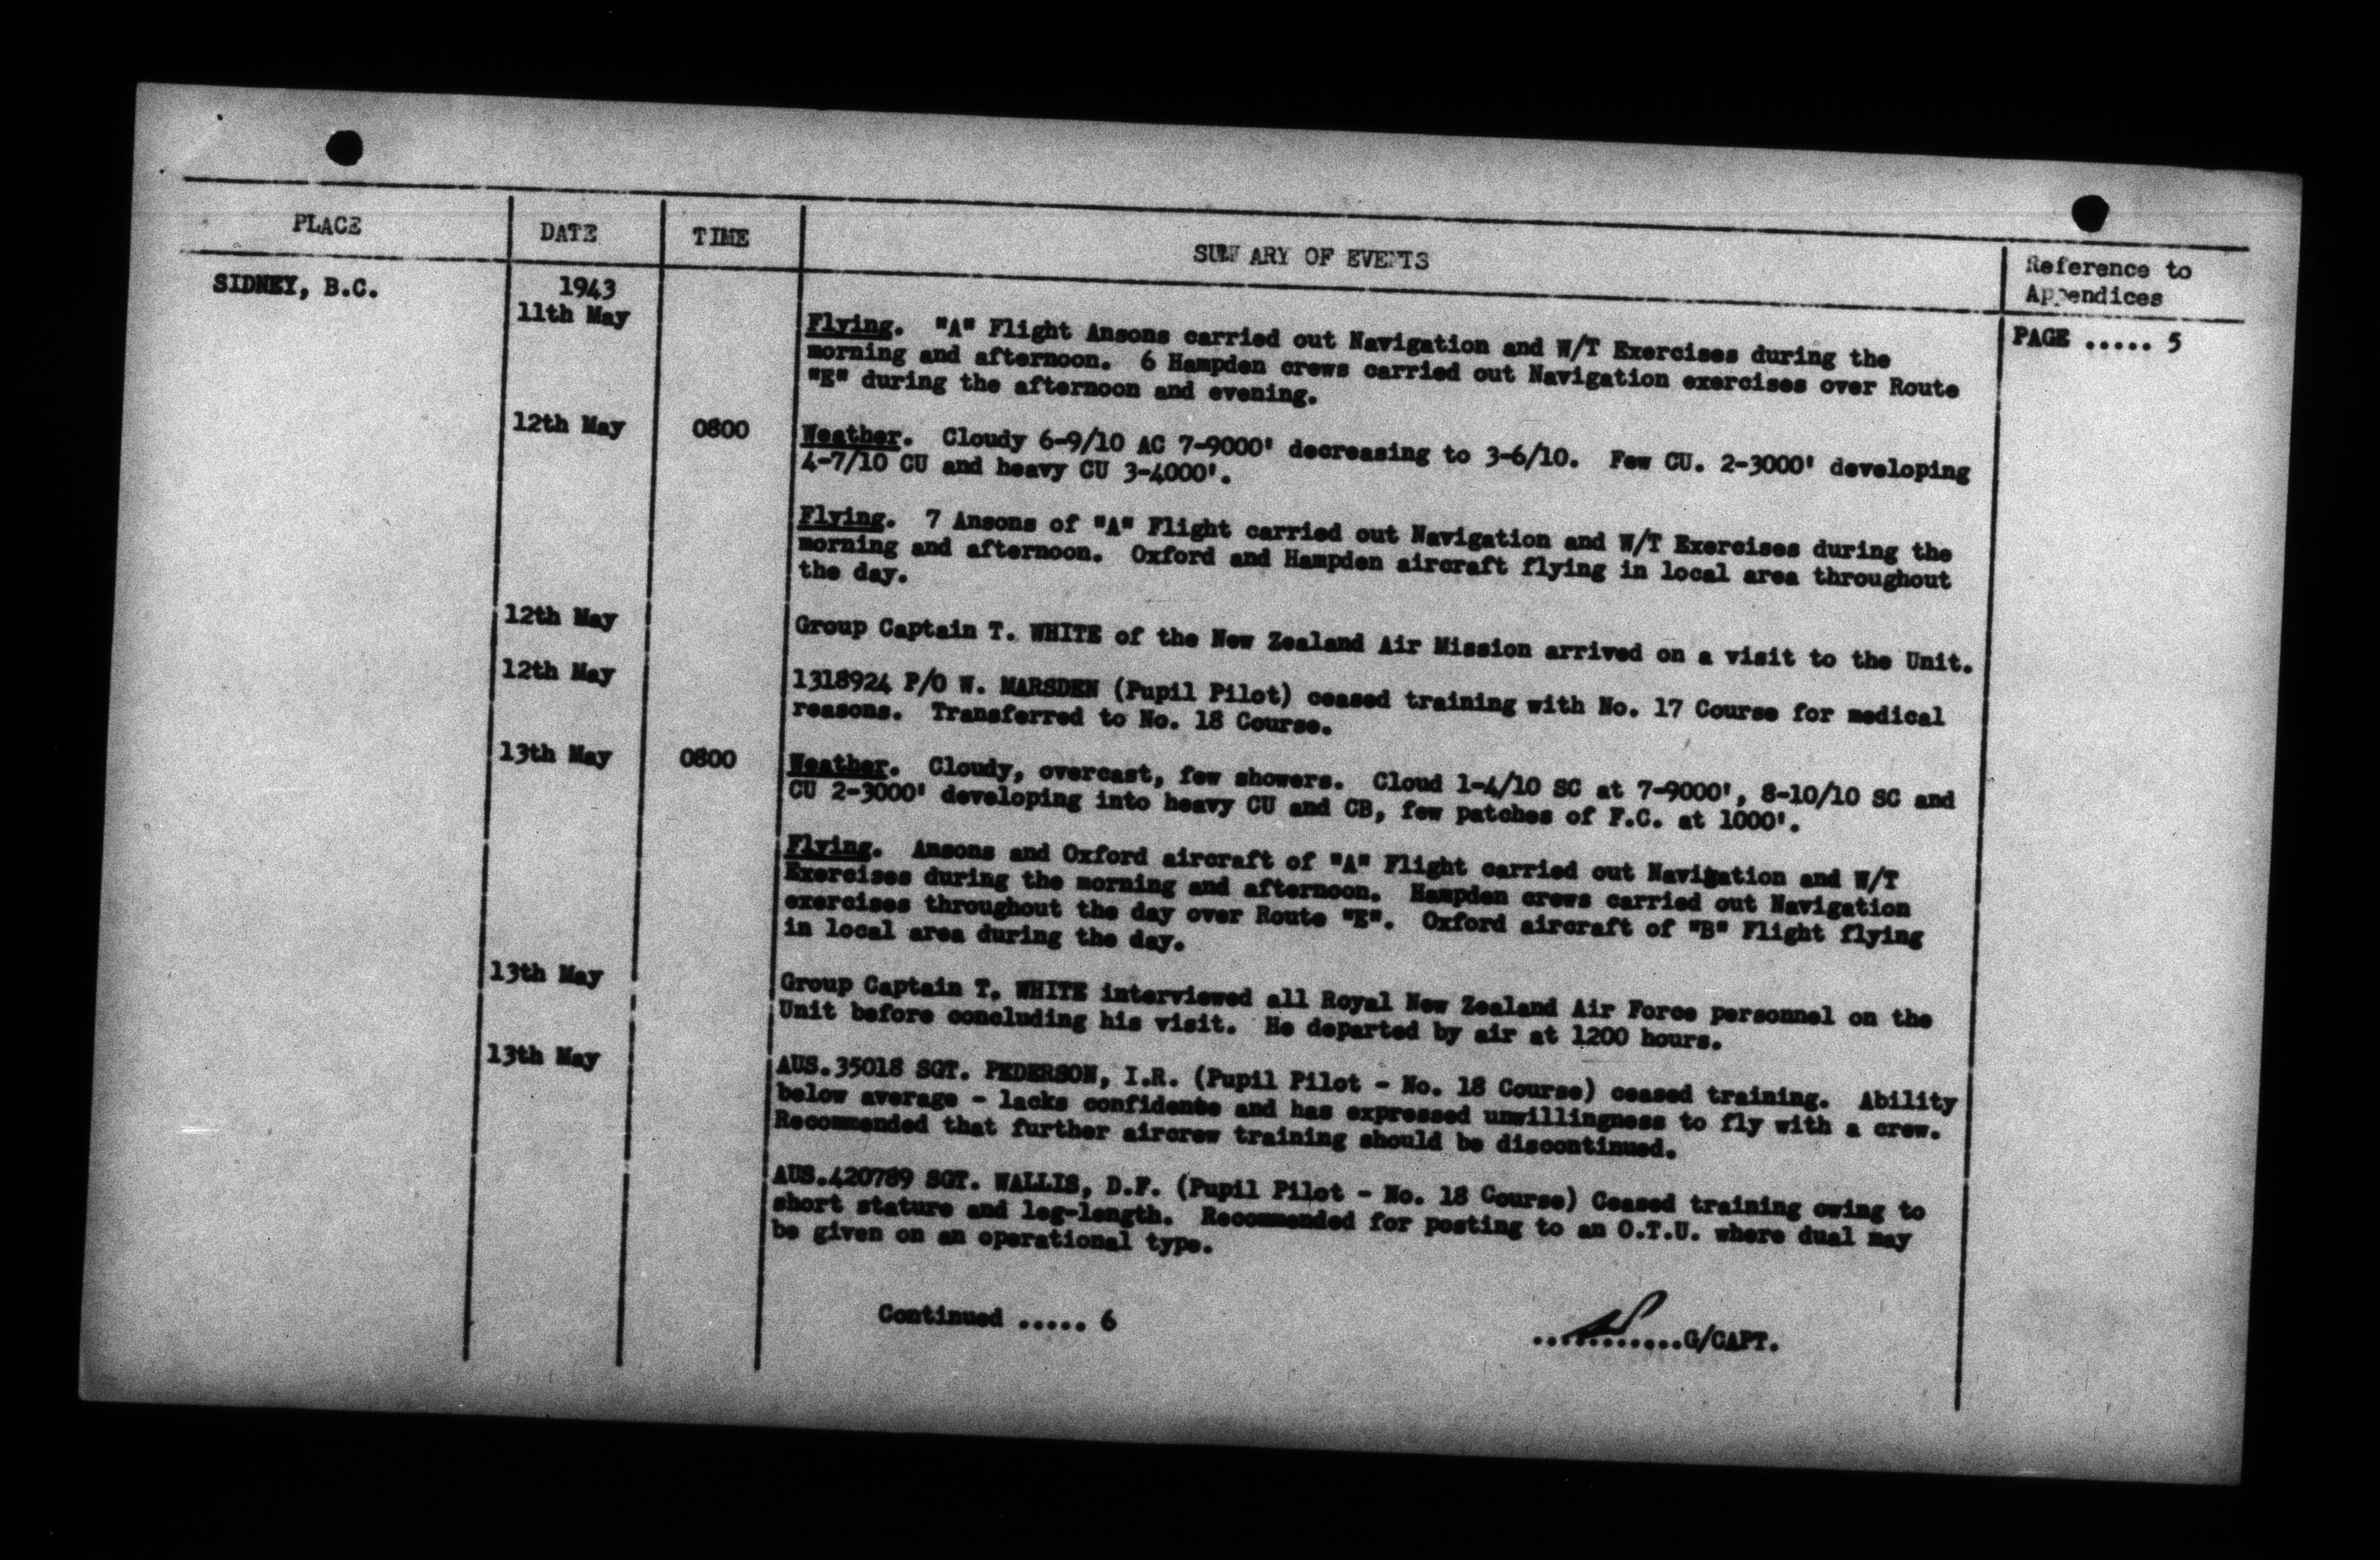 PLACE DATE TIME SUMMARY OF EVENTS Reference to
Appendices
SIDNEY, B.C. 1943 PAGE ..... 5
11th May Flying. "A" Flight Ansons carried out Navigation and W/T Exercises during the
morning and afternoon. 6 Hampden crews carried out Navigation exercises over Route
"E" during the afternoon and evening.
12th May 0800 Weather. Cloudy 6-9/10 AC 7-9000' decreasing to 3-6/10. Few CU. 2-3000' developing
4-7/10 CU and heavy CU 3-4000'.
Flying. 7 Ansons of "A" Flight carried out Navigation and W/T Exercises during the
morning and afternoon. Oxford and Hampden aircraft flying in local area throughout
the day.
12th May Group Captain T. WHITE of the New Zealand Air Mission arrived on a visit to the Unit.
12th May 1318924 P/O W. MARSDEN (Pupil Pilot) ceased training with No. 17 Course for medical
reasons. Transferred to No. 18 Course.
13th May 0800 Weather. Cloudy, overcast, few showers. Cloud 1-4/10 SC at 7-9000', 8-10/10 SC and
CU 2-3000' developing into heavy CU and CB, few patches of F.C. at 1000'.
Flying. Ansons and Oxford aircraft of "A" Flight carried out Navigation and W/T
Exercises during the morning and afternoon. Hampden crews carried out Navigation
exercises throughout the day over Route "E". Oxford aircraft of "B" Flight flying
in local area during the day.
13th May Group Captain T. WHITE interviewed all Royal New Zealand Air Force personnel on the
Unit before concluding his visit. He departed by air at 1200 hours.
13th May AUS.35018 SGT. PEDERSON, I.R. (Pupil Pilot - No. 18 Course) ceased training. Ability
below average - lacks confidence and has expressed unwillingness to fly with a crew.
Recommended that further aircrew training should be discontinued.
AUS.420789 SGT. WALLIS, D.F. (Pupil Pilot - No. 18 Course) Ceased training owing to
short stature and leg-length. Recommended for posting to an O.T.U. where dual may
be given on an operational type.
Continued ..... 6 ............G/CAPT.